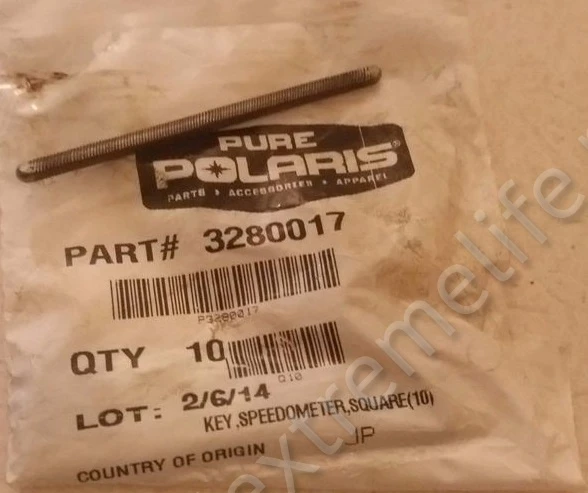 PURE
POLARIS®
PARTS • ACCESSORIES • APPAREL
PART# 3280017
P3280017
QTY 10
Q10
LOT: 2/6/14
KEY,SPEEDOMETER,SQUARE(10)
COUNTRY OF ORIGIN JP
extremelife.